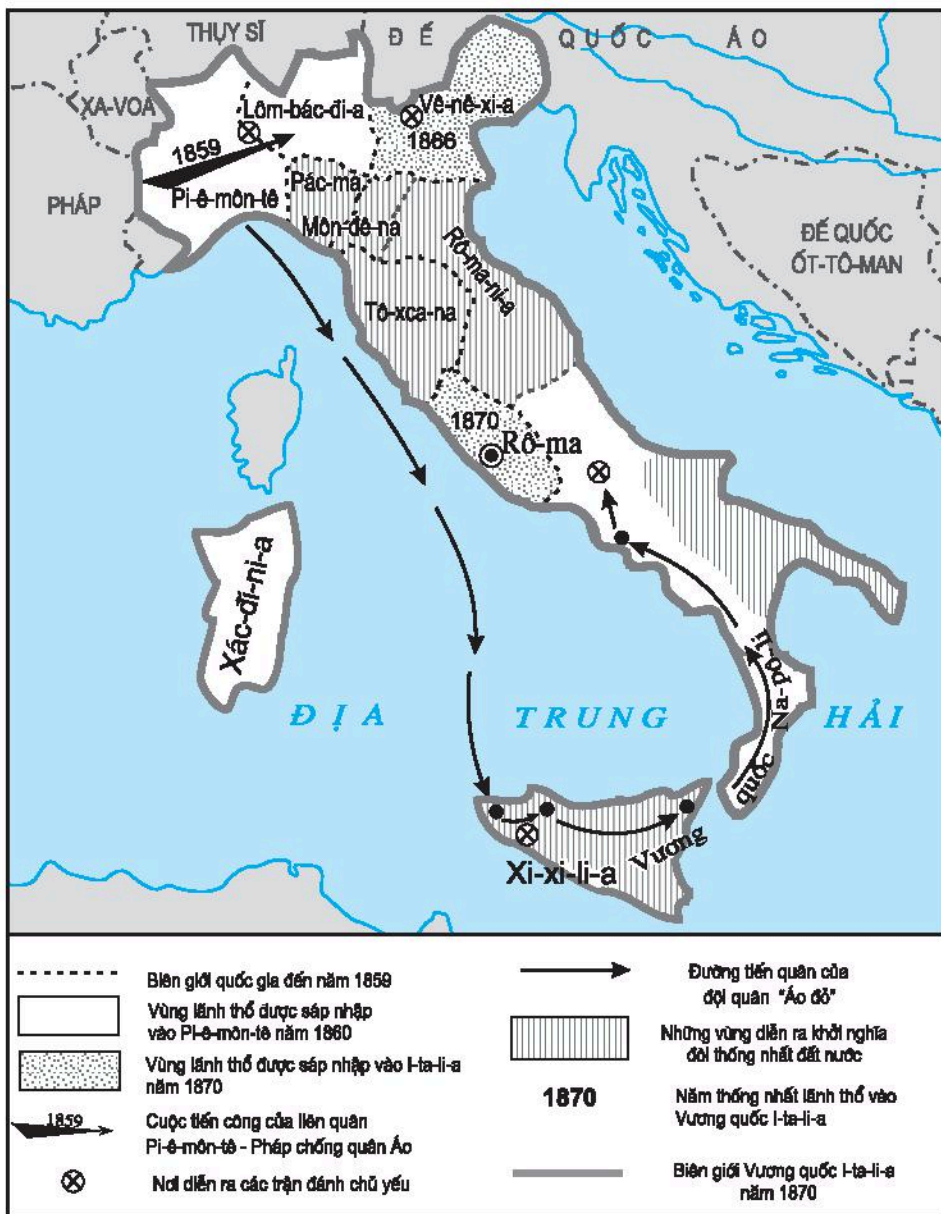 THỤY SĨ
ĐẾ QUỐC ÁO
XA-VOA
Lôm-bác-đi-a
Vê-nê-xi-a
1866
1859
PHÁP
Pi-ê-môn-tê
Pác-ma
Môn-đê-na
Rô-ma-ni-a
ĐẾ QUỐC
ỐT-TÔ-MAN
Tô-xca-na
1870
Rô-ma
Xác-đi-ni-a
ĐỊA TRUNG HẢI
Vương quốc Na-pô-li
Xi-xi-li-a
Biên giới quốc gia đến năm 1859
Vùng lãnh thổ được sáp nhập
vào Pi-ê-môn-tê năm 1860
Vùng lãnh thổ được sáp nhập vào I-ta-li-a
năm 1870
1859
Cuộc tiến công của liên quân
Pi-ê-môn-tê - Pháp chống quân Áo
Nơi diễn ra các trận đánh chủ yếu
Đường tiến quân của
đội quân "Áo đỏ"
Những vùng diễn ra khởi nghĩa
đòi thống nhất đất nước
1870
Năm thống nhất lãnh thổ vào
Vương quốc I-ta-li-a
Biên giới Vương quốc I-ta-li-a
năm 1870